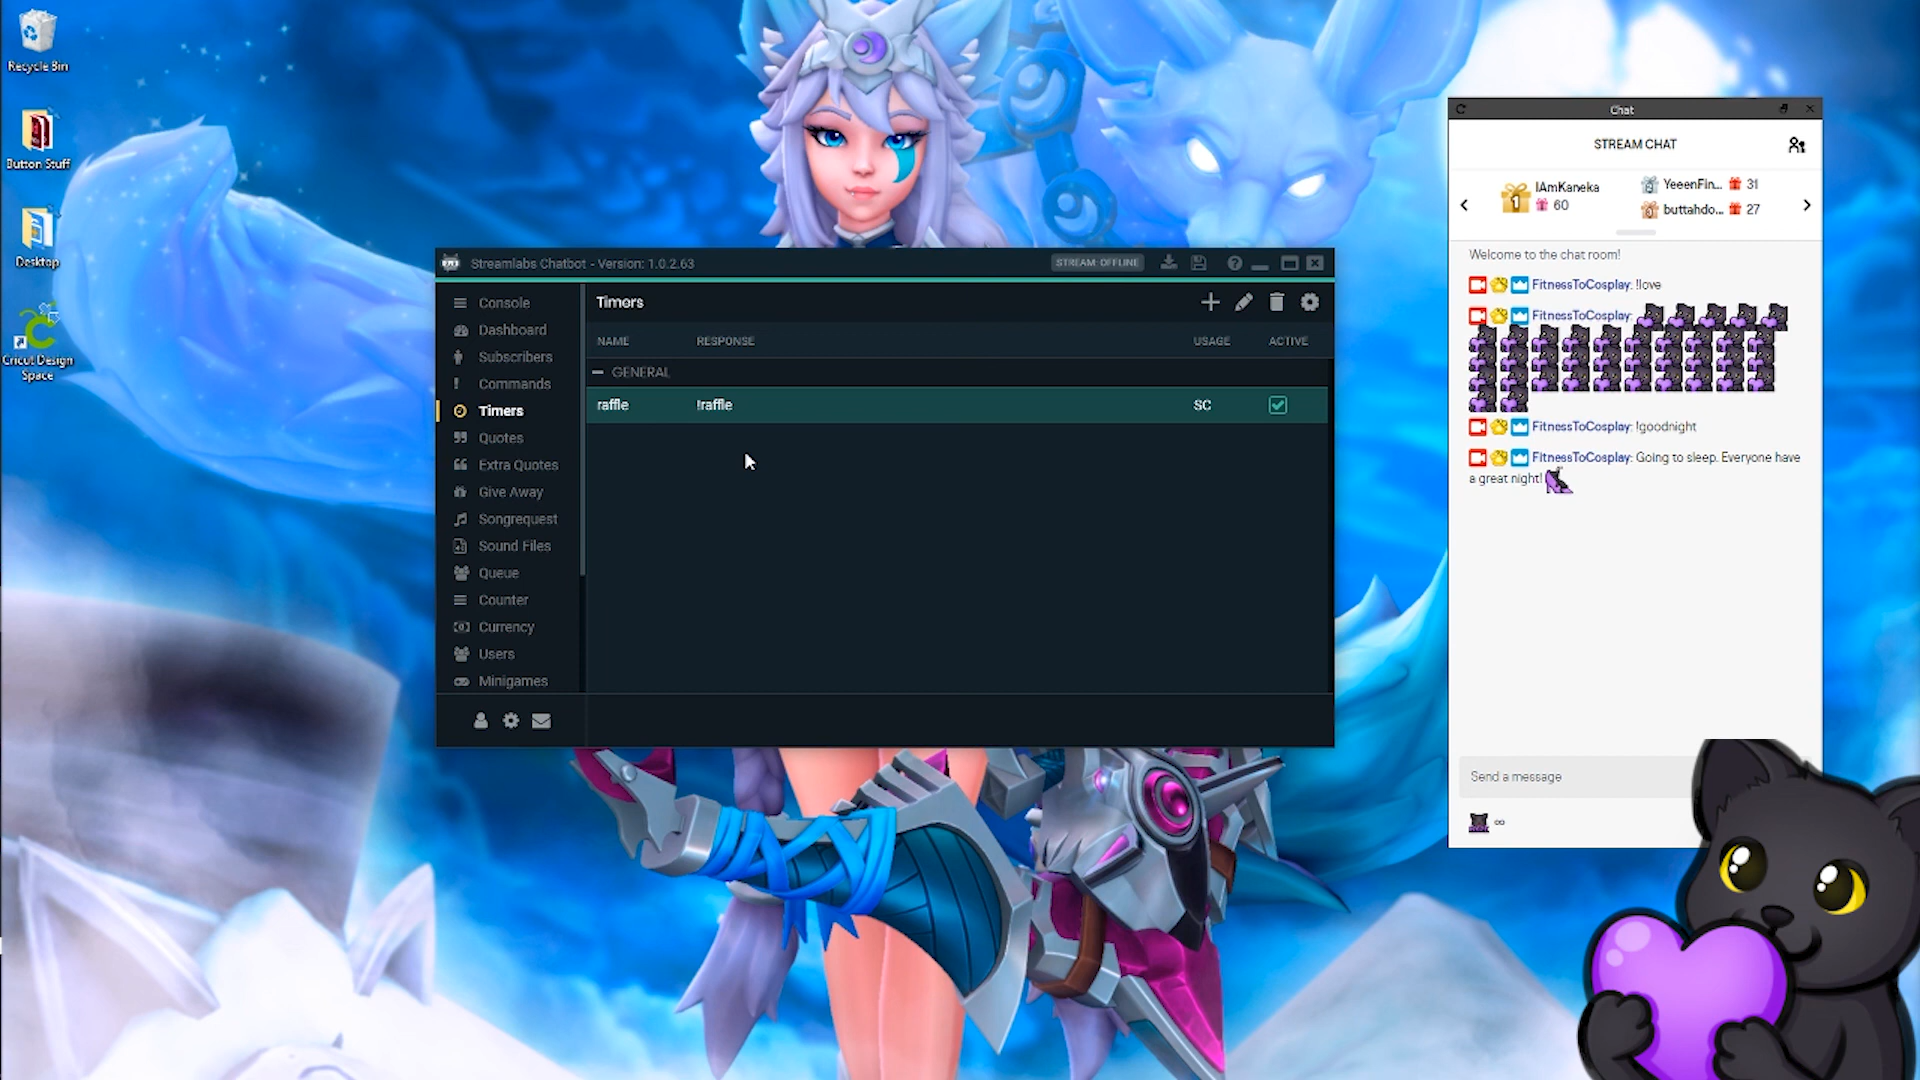 Recycle Bin
Button Stuff
Desktop
Cricut Design
Space
Streamlabs Chatbot - Version: 1.0.2.63
STREAM: OFFLINE
Console
Dashboard
Subscribers
Commands
Timers
Quotes
Extra Quotes
Give Away
Songrequest
Sound Files
Queue
Counter
Currency
Users
Minigames
Timers
NAME RESPONSE USAGE ACTIVE
GENERAL
raffle !raffle SC
Chat
STREAM CHAT
1 IAmKaneka
60
2 YeeenFin... 31
3 buttahdo... 27
Welcome to the chat room!
FitnessToCosplay: !love
FitnessToCosplay:
FitnessToCosplay: !goodnight
FitnessToCosplay: Going to sleep. Everyone have
a great night!
Send a message
∞